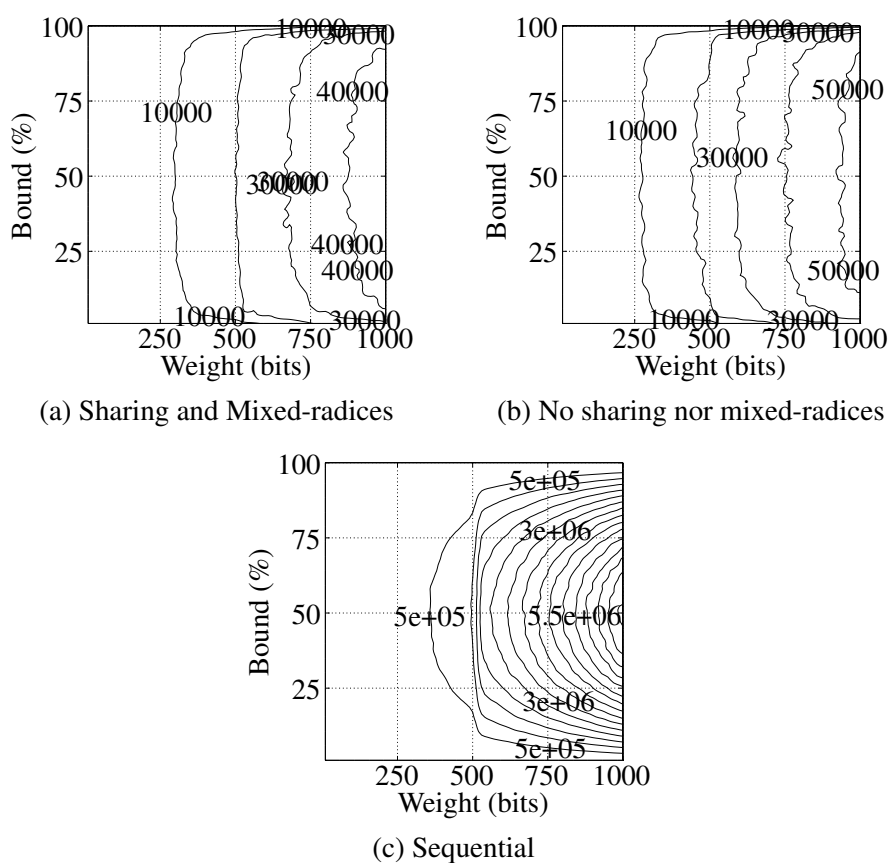 100
75
50
25
Bound (%)
10000
30000
10000
40000
30000
30000
40000
40000
10000
30000
250 500 750 1000
Weight (bits)
(a) Sharing and Mixed-radices
100
75
50
25
Bound (%)
10000
30000
50000
10000
30000
50000
10000
30000
250 500 750 1000
Weight (bits)
(b) No sharing nor mixed-radices
100
75
50
25
Bound (%)
5e+05
3e+06
5e+05
5.5e+06
3e+06
5e+05
250 500 750 1000
Weight (bits)
(c) Sequential